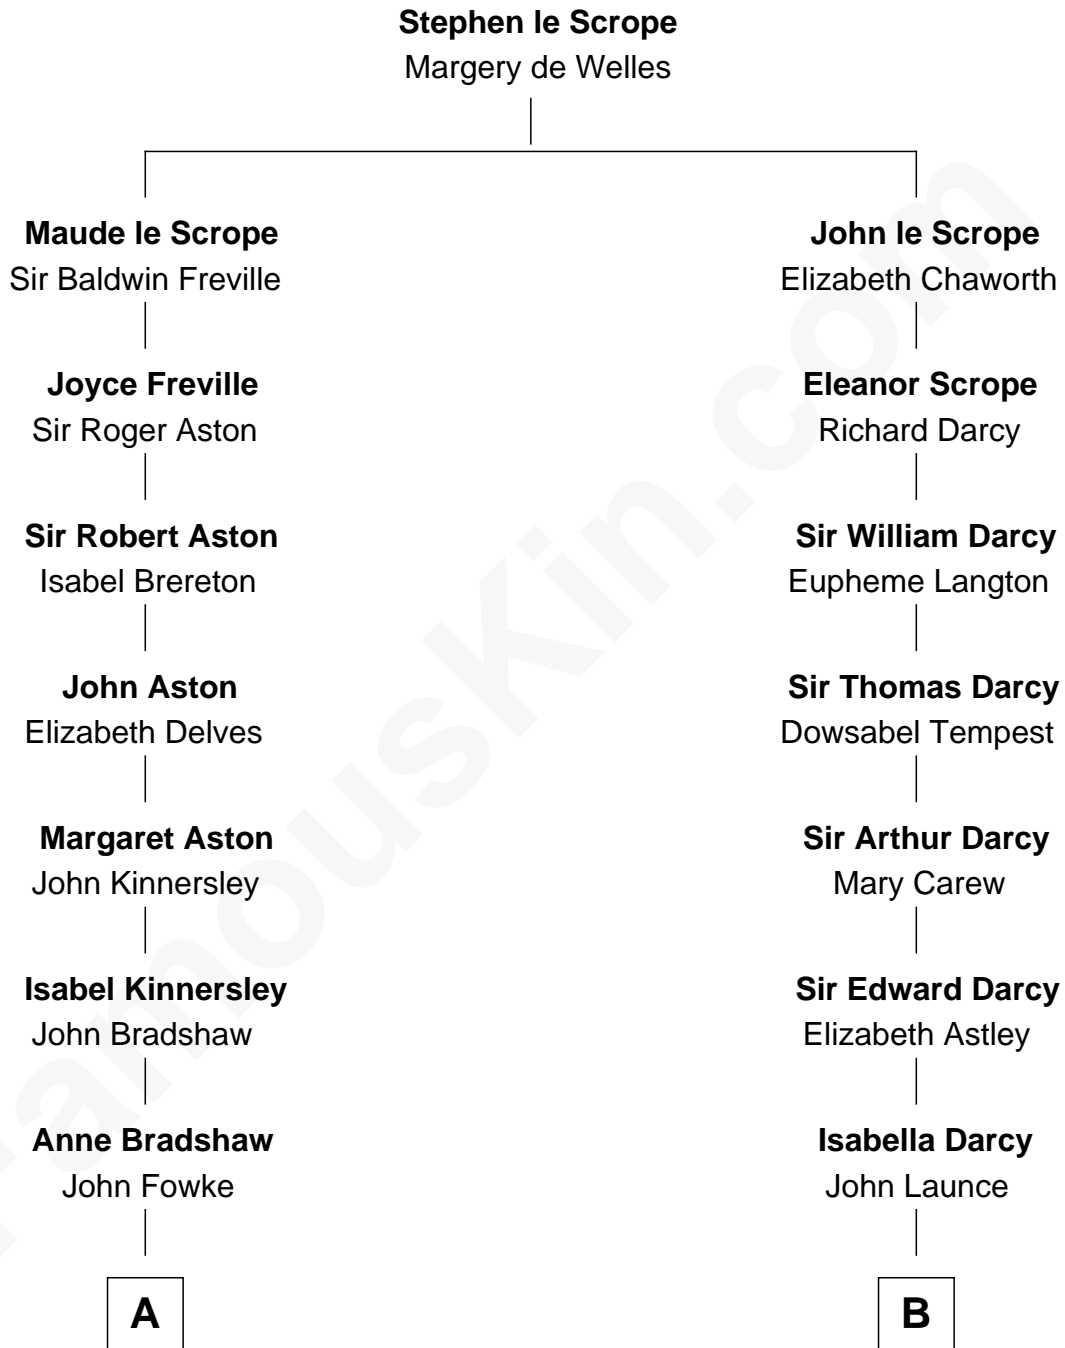 Stephen le Scrope
Margery de Welles
Maude le Scrope
Sir Baldwin Freville
John le Scrope
Elizabeth Chaworth
Joyce Freville
Sir Roger Aston
Eleanor Scrope
Richard Darcy
Sir Robert Aston
Isabel Brereton
Sir William Darcy
Eupheme Langton
John Aston
Elizabeth Delves
Sir Thomas Darcy
Dowsabel Tempest
Margaret Aston
John Kinnersley
Sir Arthur Darcy
Mary Carew
Isabel Kinnersley
John Bradshaw
Sir Edward Darcy
Elizabeth Astley
Anne Bradshaw
John Fowke
Isabella Darcy
John Launce
A
B
FamousKin.com